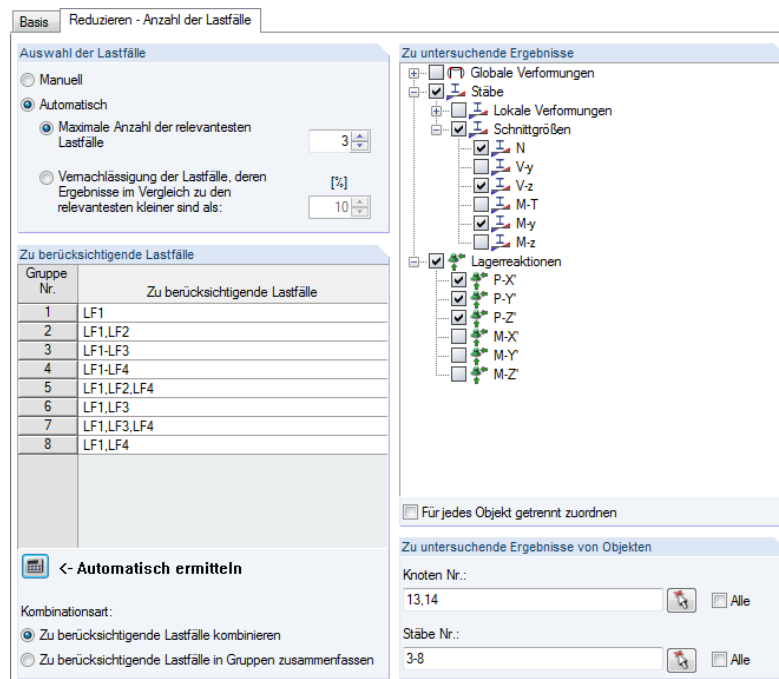 Basis
Reduzieren - Anzahl der Lastfälle
Auswahl der Lastfälle
Manuell
Automatisch
Maximale Anzahl der relevantesten
Lastfälle
3
Vernachlässigung der Lastfälle, deren
Ergebnisse im Vergleich zu den
relevantesten kleiner sind als:
[%]
10
Zu berücksichtigende Lastfälle
Gruppe
Nr.
Zu berücksichtigende Lastfälle
1 LF1
2 LF1,LF2
3 LF1-LF3
4 LF1-LF4
5 LF1,LF2,LF4
6 LF1,LF3
7 LF1,LF3,LF4
8 LF1,LF4
<- Automatisch ermitteln
Kombinationsart:
Zu berücksichtigende Lastfälle kombinieren
Zu berücksichtigende Lastfälle in Gruppen zusammenfassen
Zu untersuchende Ergebnisse
Globale Verformungen
Stäbe
Lokale Verformungen
Schnittgrößen
N
V-y
V-z
M-T
M-y
M-z
Lagerreaktionen
P-X'
P-Y'
P-Z'
M-X'
M-Y'
M-Z'
Für jedes Objekt getrennt zuordnen
Zu untersuchende Ergebnisse von Objekten
Knoten Nr.:
13,14
Alle
Stäbe Nr.:
3-8
Alle